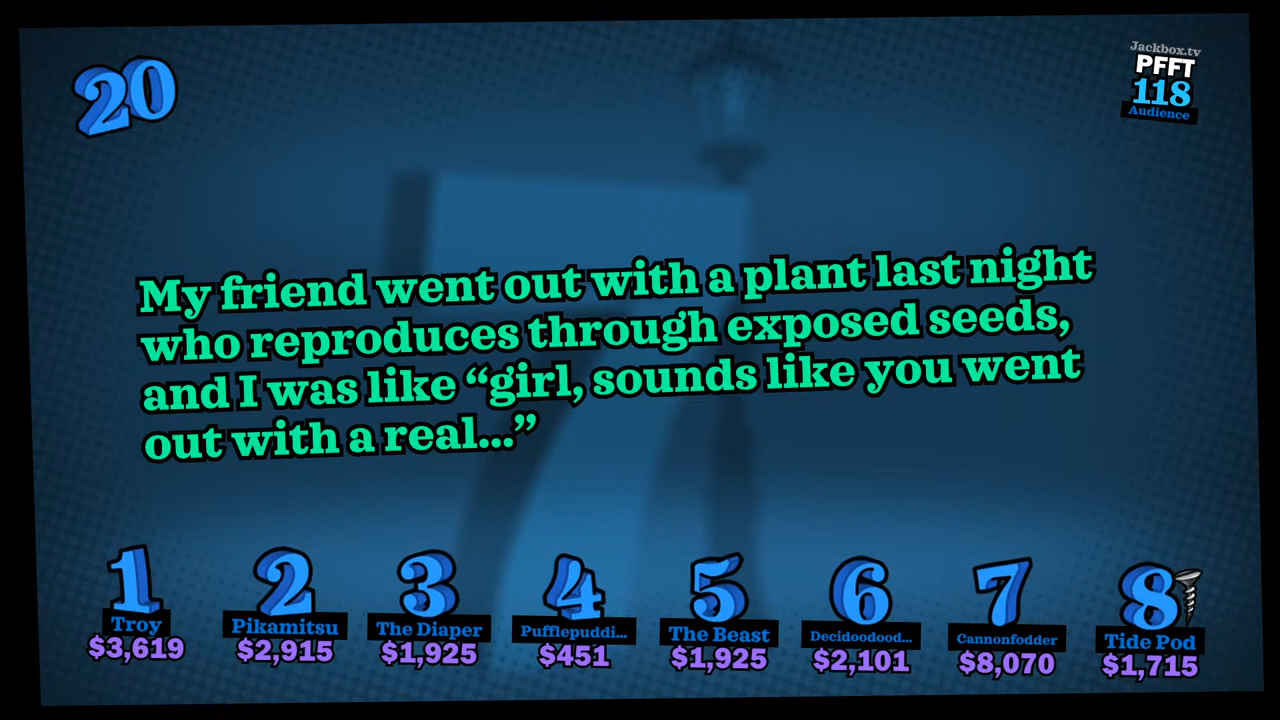 20
Jackbox.tv
PFFT
118
Audience
My friend went out with a plant last night
who reproduces through exposed seeds,
and I was like “girl, sounds like you went
out with a real...”
1 2 3 4 5 6 7 8
Troy Pikamitsu The Diaper Pufflepuddi... The Beast Decidoodood... Cannonfodder Tide Pod
$3,619 $2,915 $1,925 $451 $1,925 $2,101 $8,070 $1,715